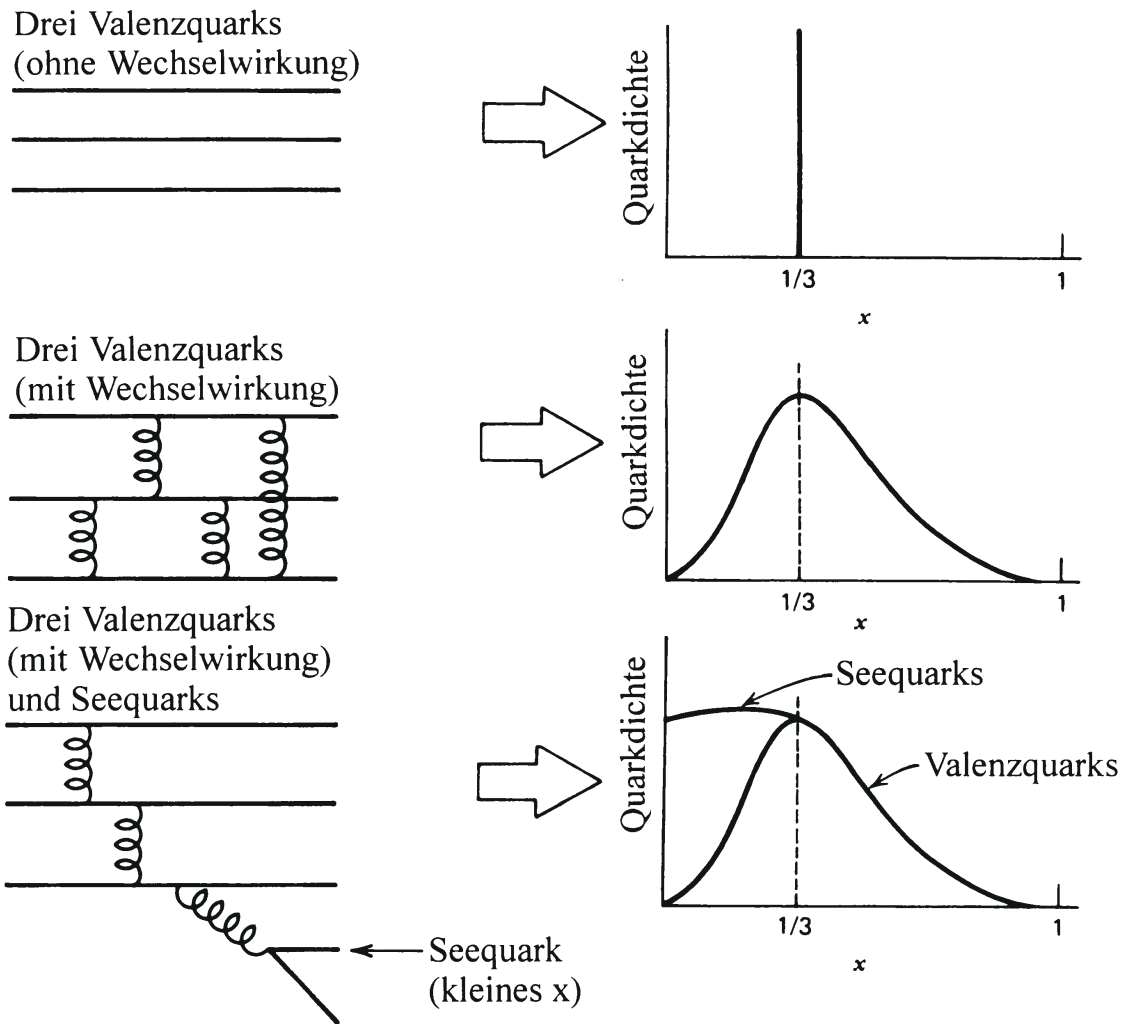 Drei Valenzquarks
(ohne Wechselwirkung)
Quarkdichte
1/3
1
x
Drei Valenzquarks
(mit Wechselwirkung)
Quarkdichte
1/3
1
x
Drei Valenzquarks
(mit Wechselwirkung)
und Seequarks
Quarkdichte
Seequarks
Valenzquarks
1/3
1
x
Seequark
(kleines x)